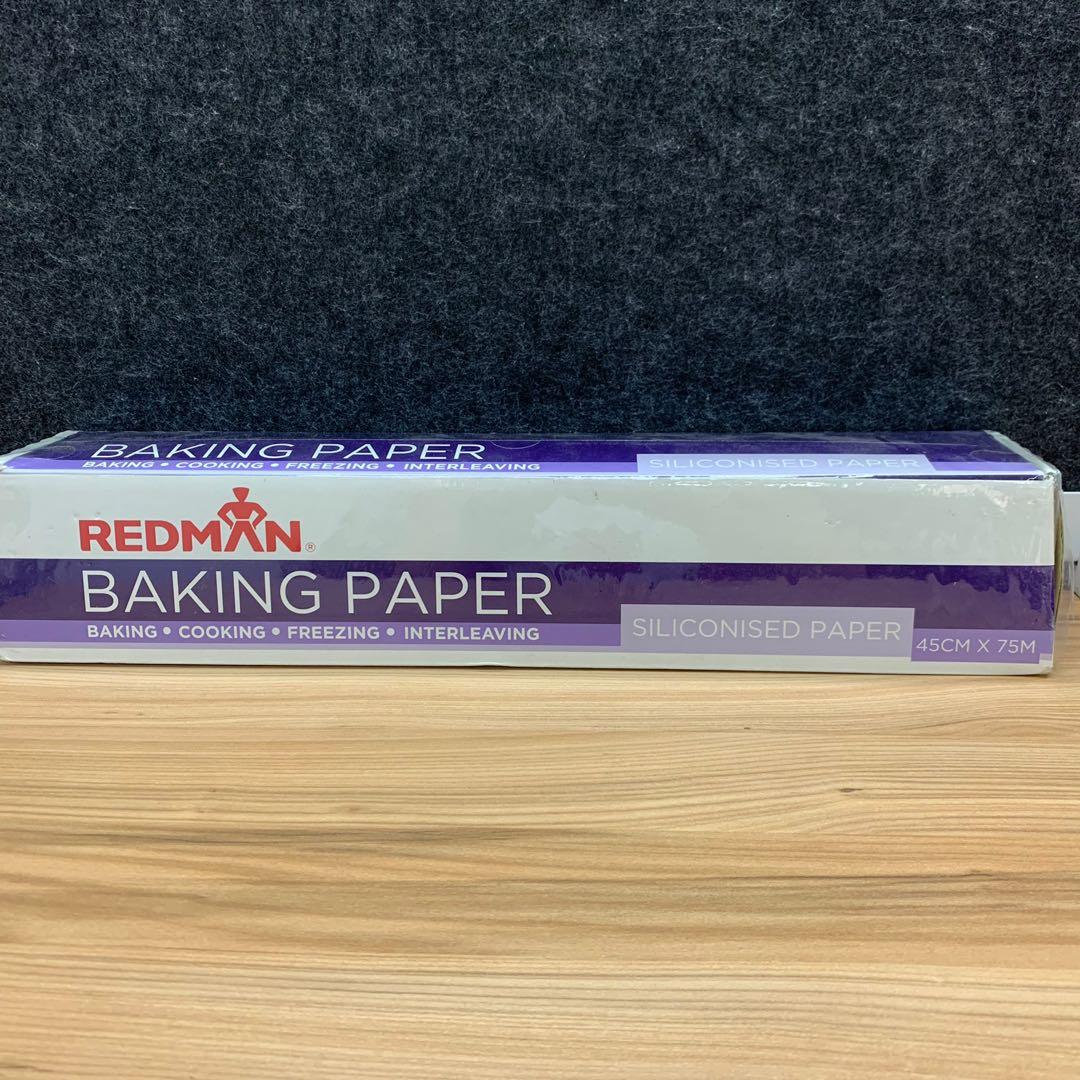 BAKING PAPER
BAKING • COOKING • FREEZING • INTERLEAVING
SILICONISED PAPER
REDMAN®
BAKING PAPER
BAKING • COOKING • FREEZING • INTERLEAVING
SILICONISED PAPER
45CM X 75M